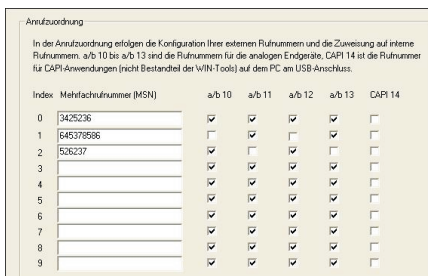 Anrufzuordnung
In der Anrufzuordnung erfolgen die Konfiguration Ihrer externen Rufnummern und die Zuweisung auf interne
Rufnummern. a/b 10 bis a/b 13 sind die Rufnummern für die analogen Endgeräte, CAPI 14 ist die Rufnummer
für CAPI-Anwendungen (nicht Bestandteil der WIN-Tools) auf dem PC am USB-Anschluss.
Index Mehrfachrufnummer (MSN) a/b 10 a/b 11 a/b 12 a/b 13 CAPI 14
0 3425236
1 645378586
2 526237
3
4
5
6
7
8
9